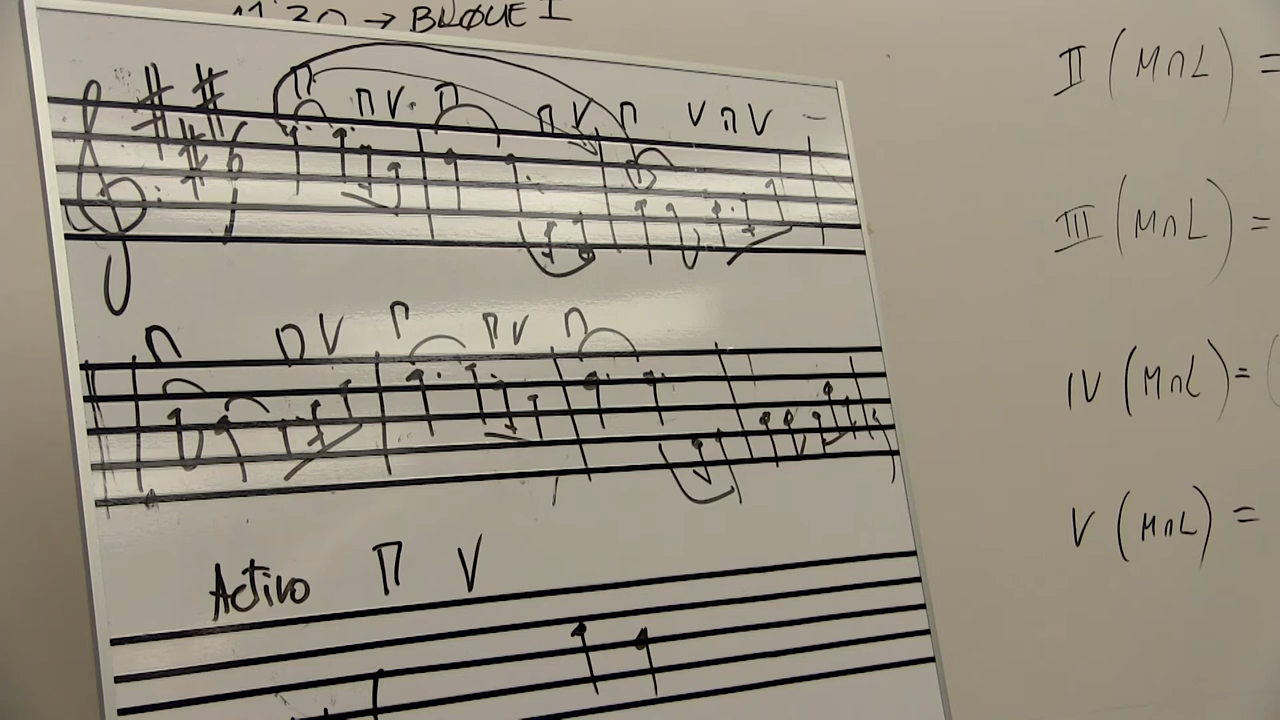 → BLOQUE I
II (M∩L) =
III (M∩L) =
IV (M∩L) =
V (M∩L) =
Activo ∏ V